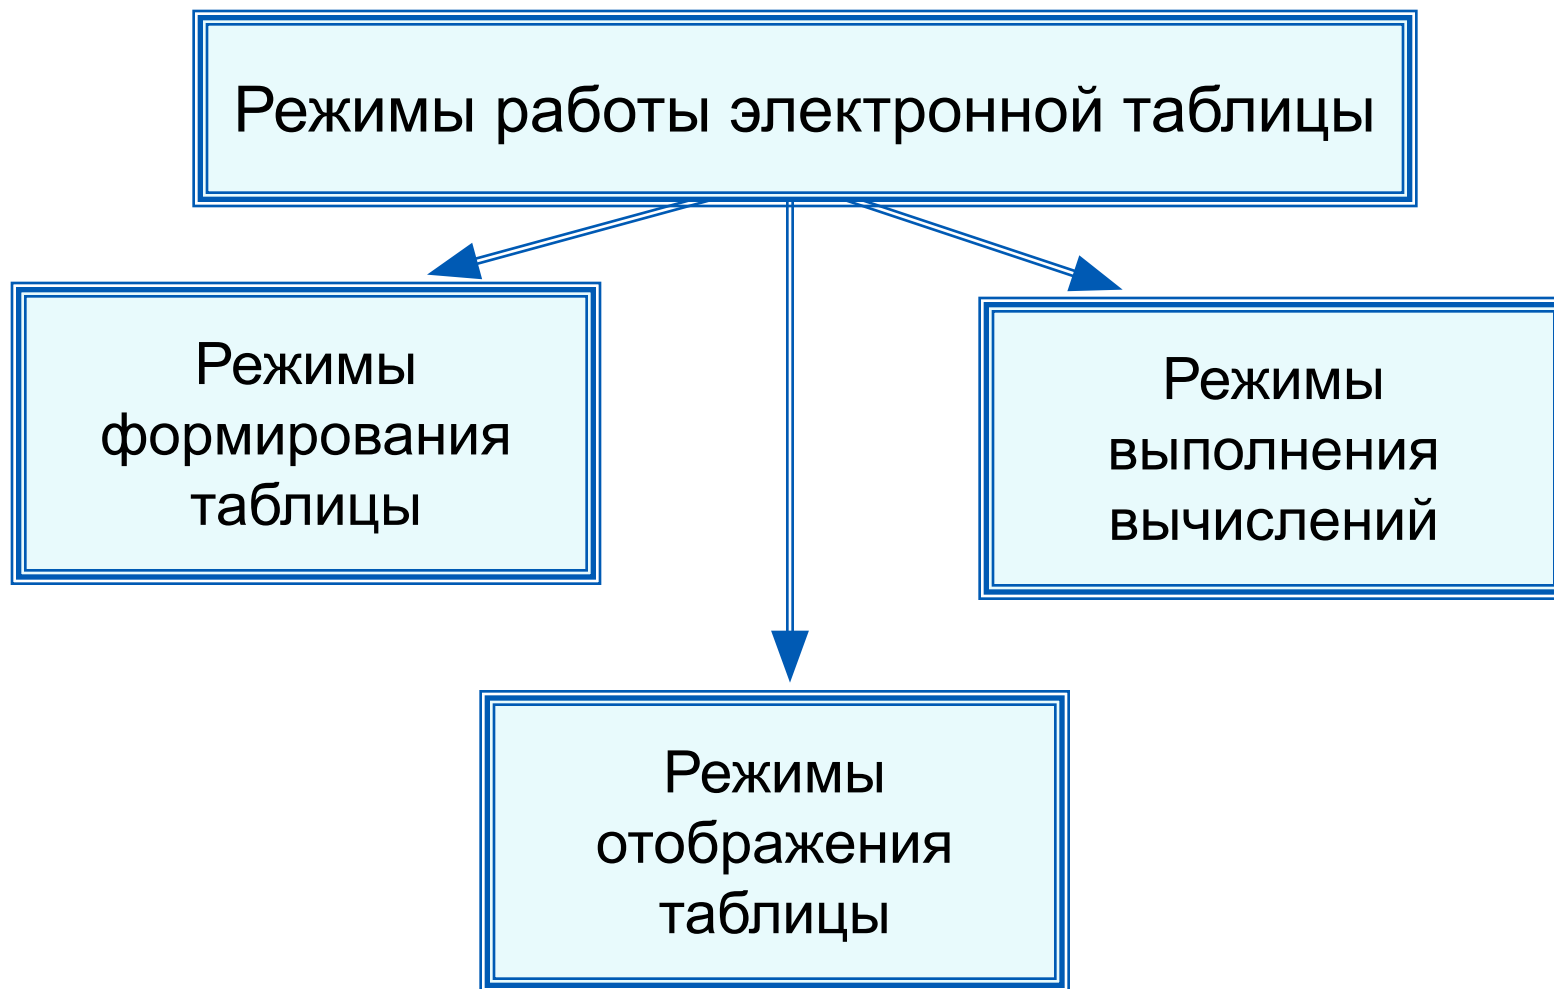 Режимы работы электронной таблицы
Режимы
формирования
таблицы
Режимы
выполнения
вычислений
Режимы
отображения
таблицы